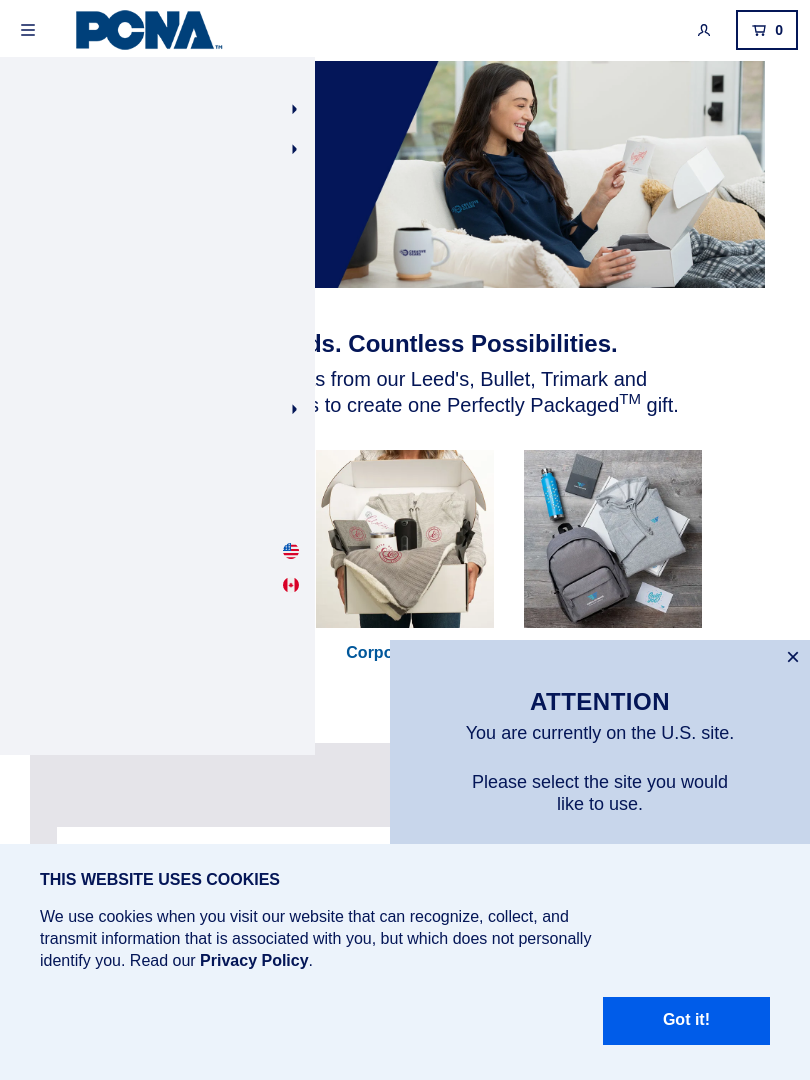 PCNA™
0
ds. Countless Possibilities.
s from our Leed's, Bullet, Trimark and
s to create one Perfectly Packaged™ gift.
Corpo
×
ATTENTION
You are currently on the U.S. site.
Please select the site you would
like to use.
THIS WEBSITE USES COOKIES
We use cookies when you visit our website that can recognize, collect, and
transmit information that is associated with you, but which does not personally
identify you. Read our Privacy Policy.
Got it!